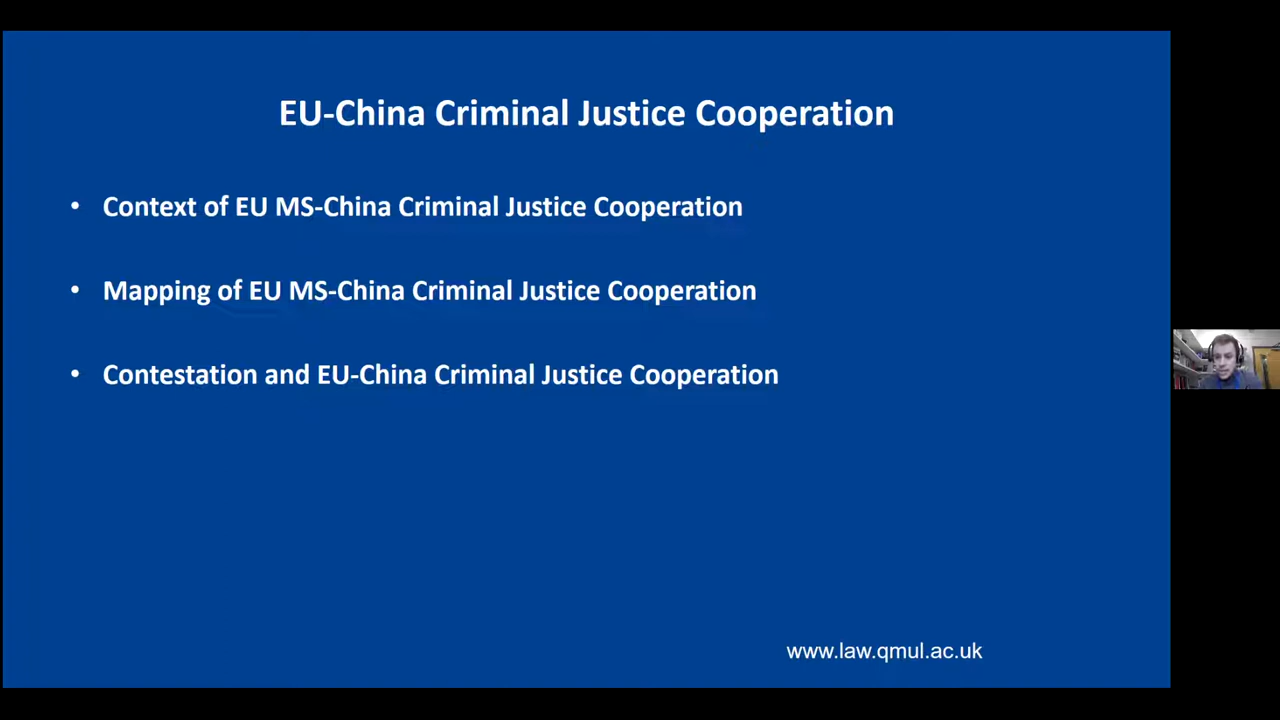 EU-China Criminal Justice Cooperation
• Context of EU MS-China Criminal Justice Cooperation
• Mapping of EU MS-China Criminal Justice Cooperation
• Contestation and EU-China Criminal Justice Cooperation
www.law.qmul.ac.uk